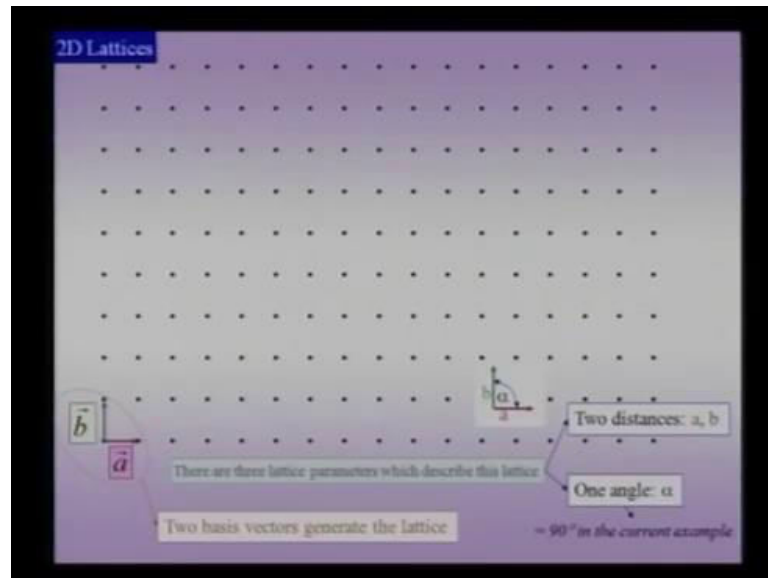 2D Lattices
b
α
a
b
a
Two distances: a, b
There are three lattice parameters which describe this lattice
One angle: α
Two basis vectors generate the lattice
= 90° in the current example